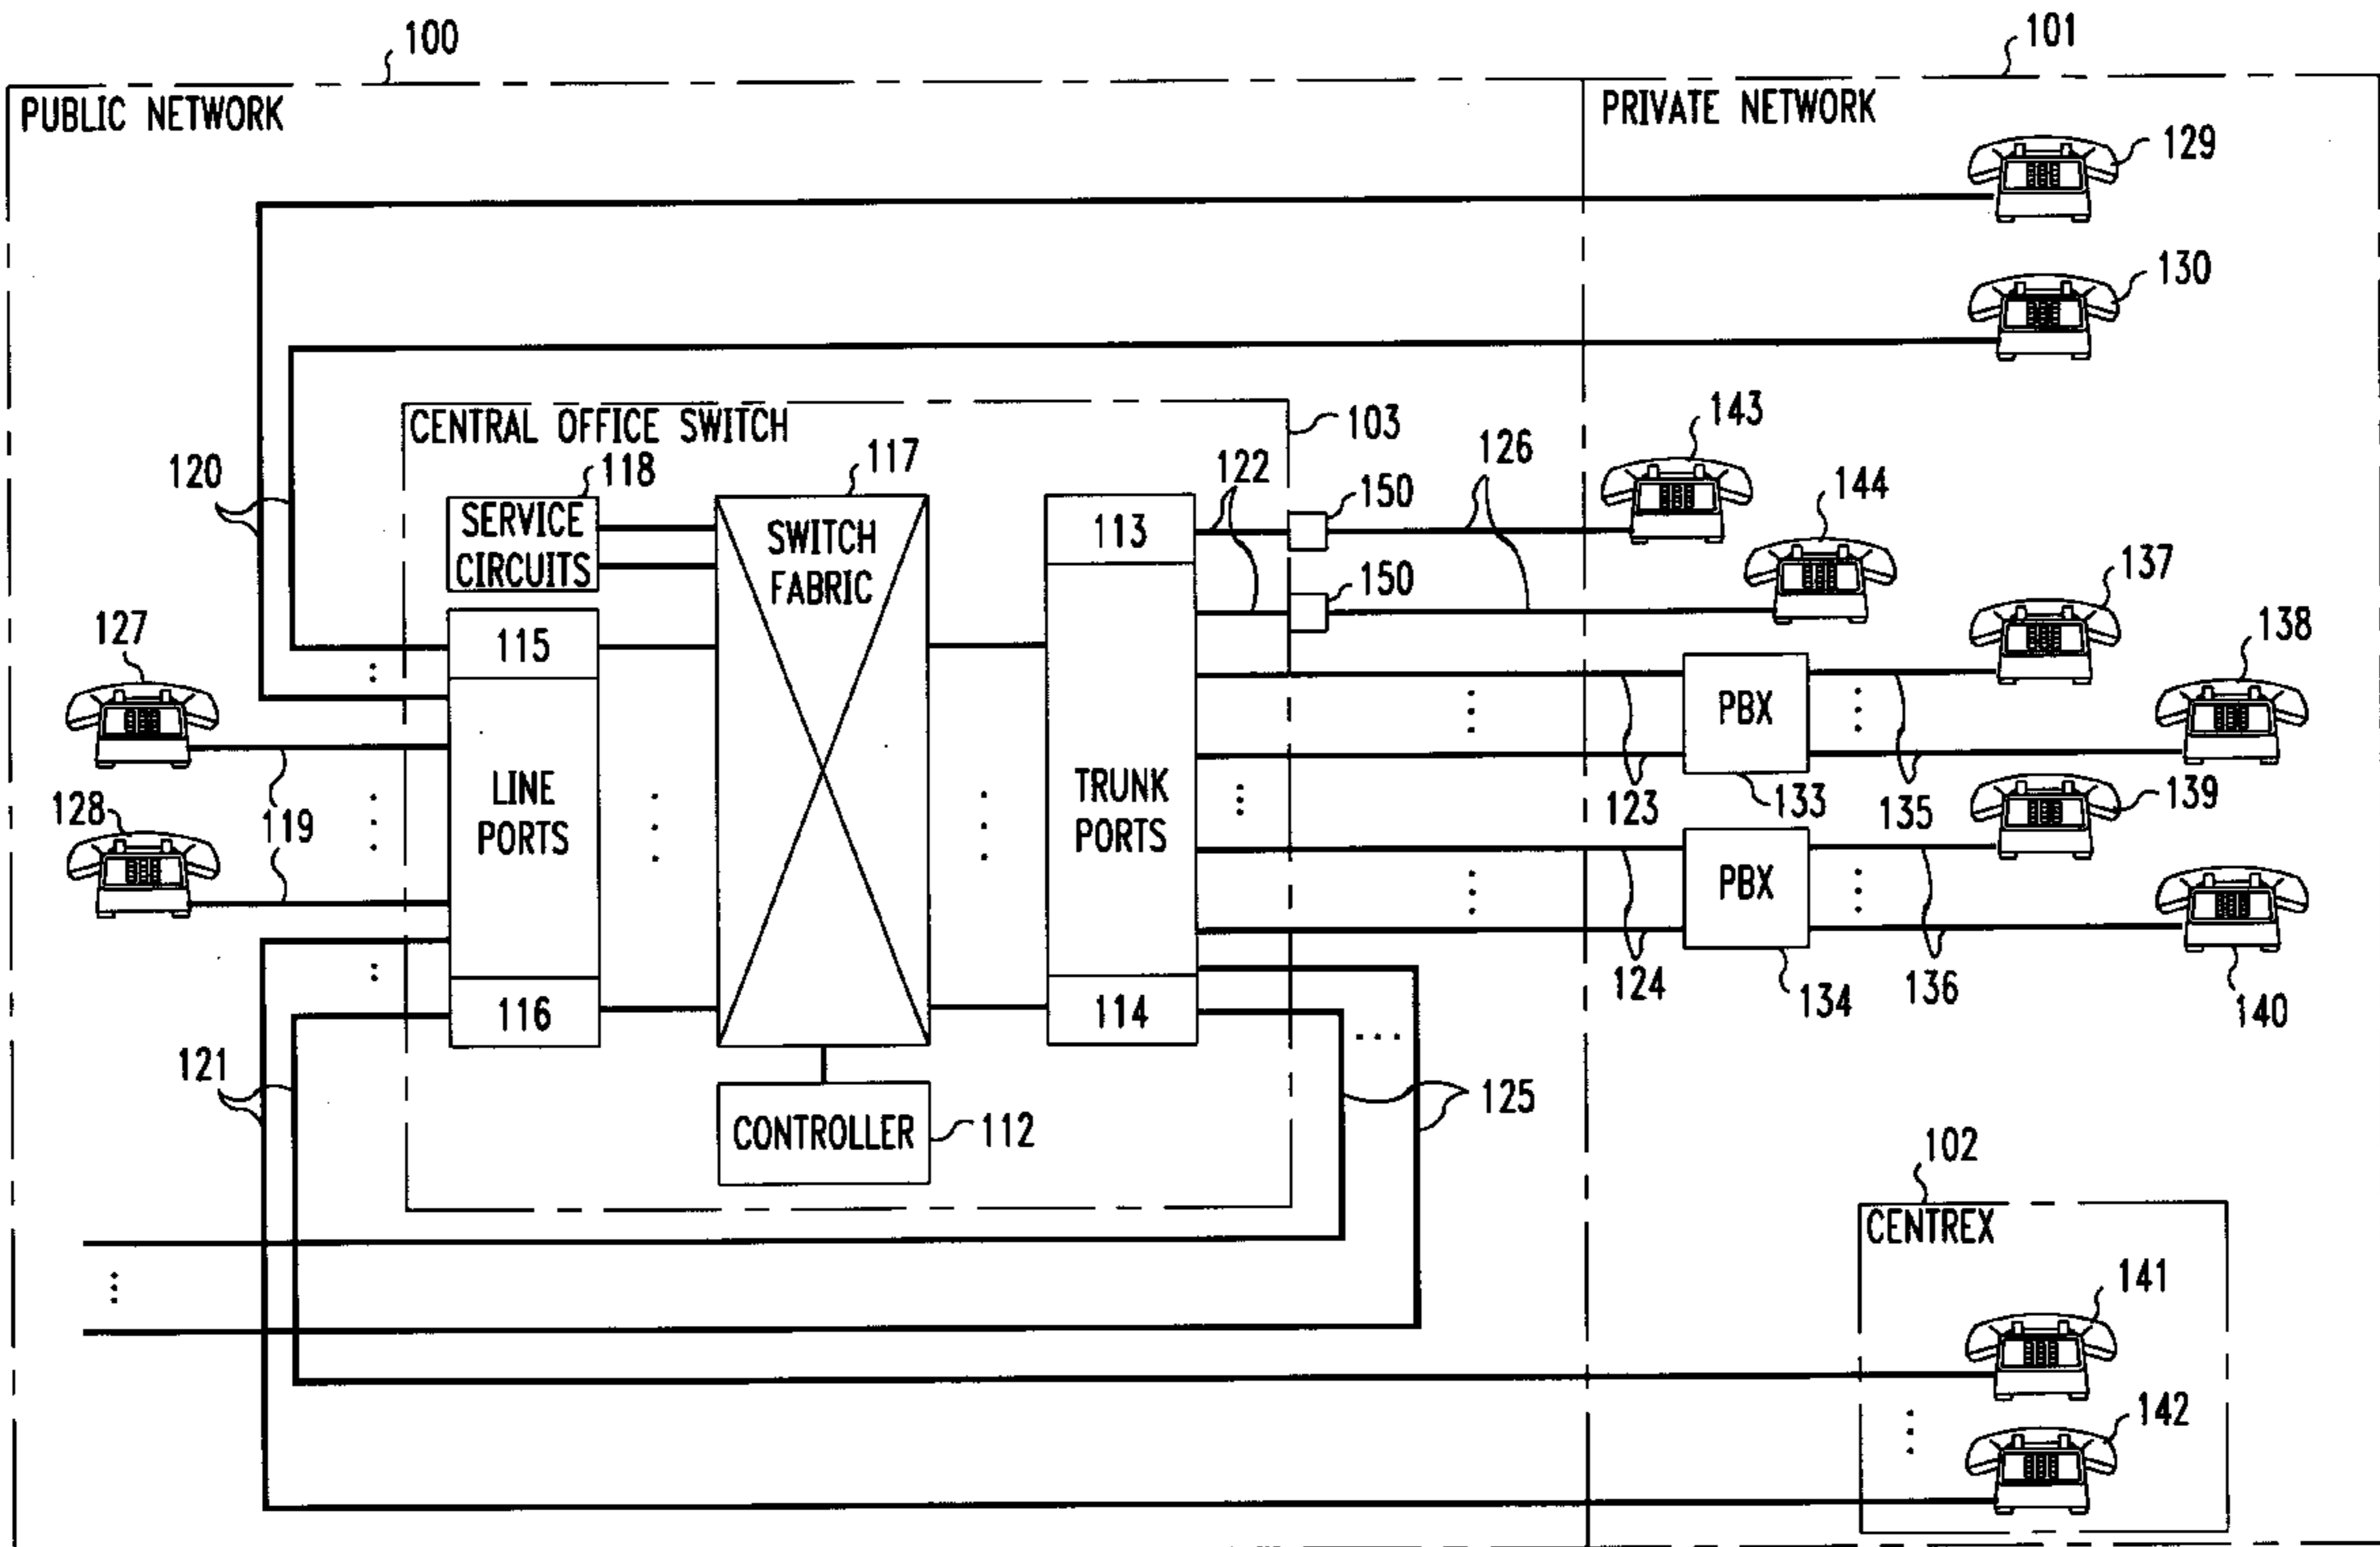 100
101
PUBLIC NETWORK
PRIVATE NETWORK
129
130
CENTRAL OFFICE SWITCH
103
143
120
118
117
122
126
150
144
SERVICE
CIRCUITS
SWITCH
FABRIC
113
150
137
127
115
138
PBX
128
119
LINE
PORTS
TRUNK
PORTS
123
133
135
139
PBX
116
114
124
134
136
140
121
CONTROLLER
112
125
102
CENTREX
141
142